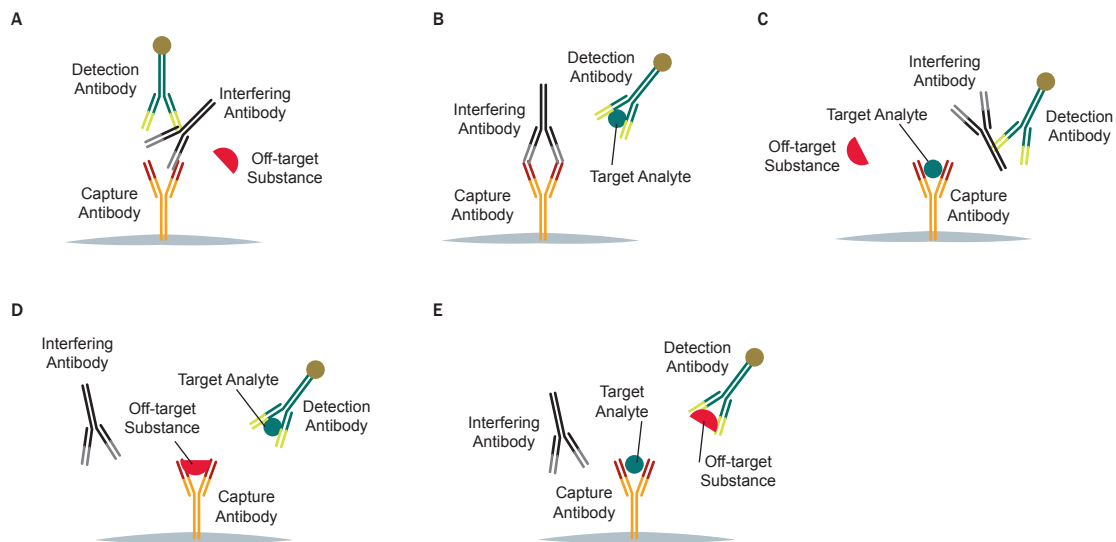 A
Detection
Antibody
Interfering
Antibody
Off-target
Substance
Capture
Antibody
B
Detection
Antibody
Interfering
Antibody
Target Analyte
Capture
Antibody
C
Interfering
Antibody
Target Analyte
Detection
Antibody
Off-target
Substance
Capture
Antibody
D
Interfering
Antibody
Target Analyte
Off-target
Substance
Detection
Antibody
Capture
Antibody
E
Detection
Antibody
Target
Analyte
Interfering
Antibody
Off-target
Substance
Capture
Antibody